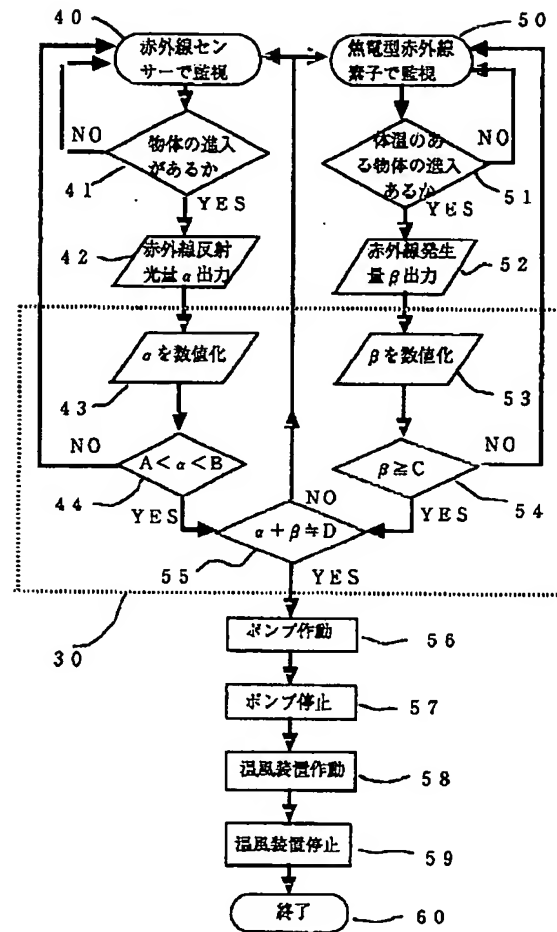 40
赤外線セン
サーで監視
NO
物体の進入
があるか
41
YES
42
赤外線反射
光量α出力
αを数値化
43
NO
A<α<B
44
YES
50
焦電型赤外線
素子で監視
NO
体温のあ
る物体の進入
あるか
51
YES
赤外線発生
量β出力
52
βを数値化
53
NO
β≧C
54
YES
NO
α+β≒D
55
YES
30
ポンプ作動
56
ポンプ停止
57
温風装置作動
58
温風装置停止
59
終了
60